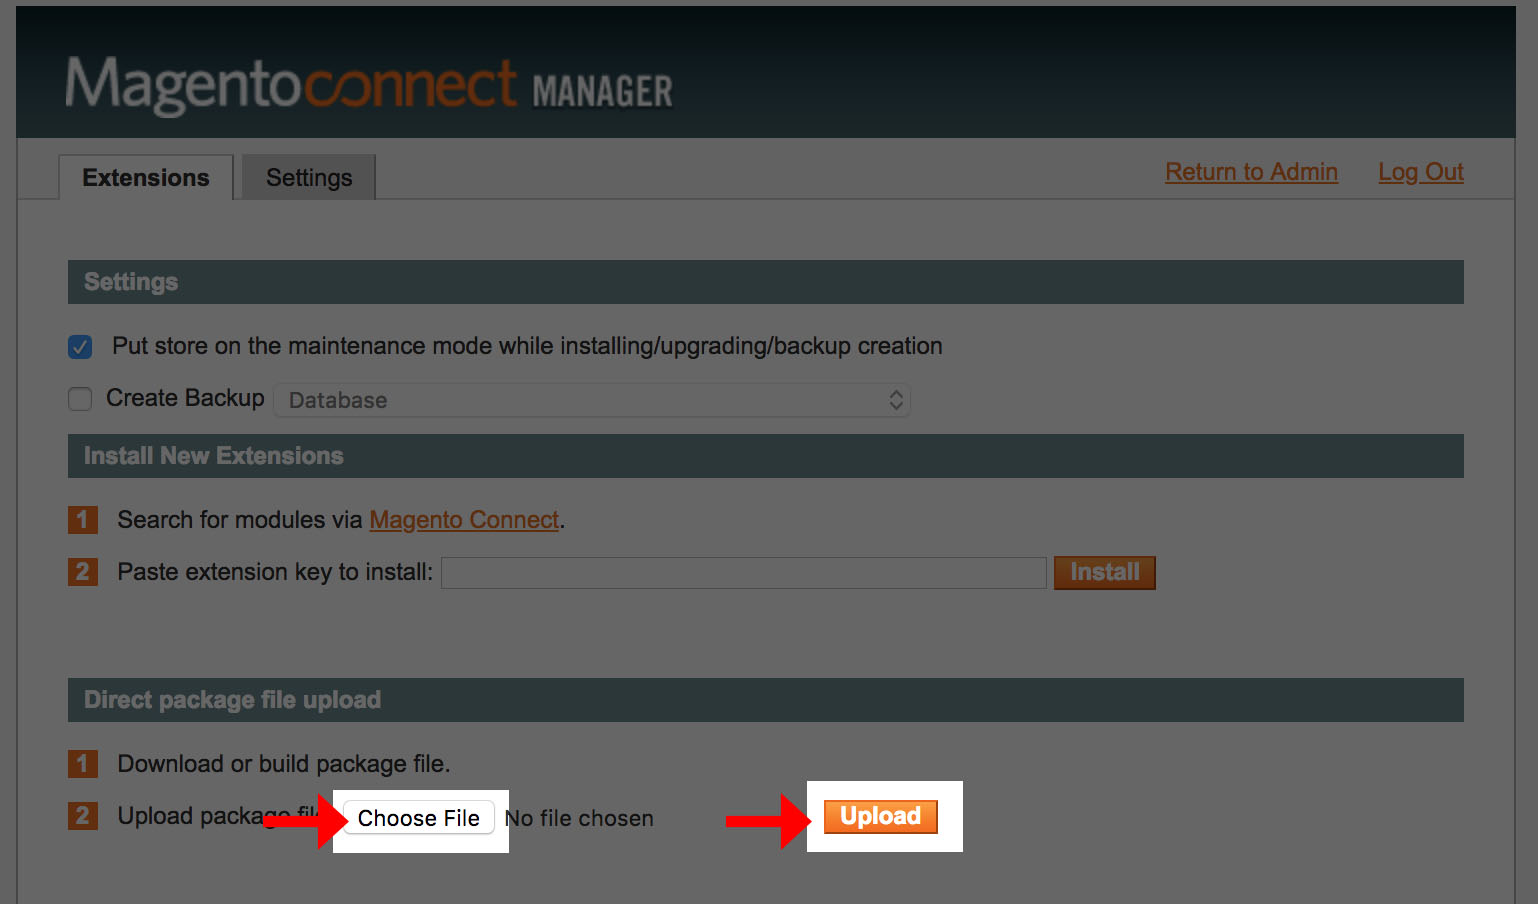 Magentoconnect MANAGER
Extensions Settings Return to Admin Log Out
Settings
Put store on the maintenance mode while installing/upgrading/backup creation
Create Backup Database
Install New Extensions
1 Search for modules via Magento Connect.
2 Paste extension key to install: Install
Direct package file upload
1 Download or build package file.
2 Upload package Choose File No file chosen Upload